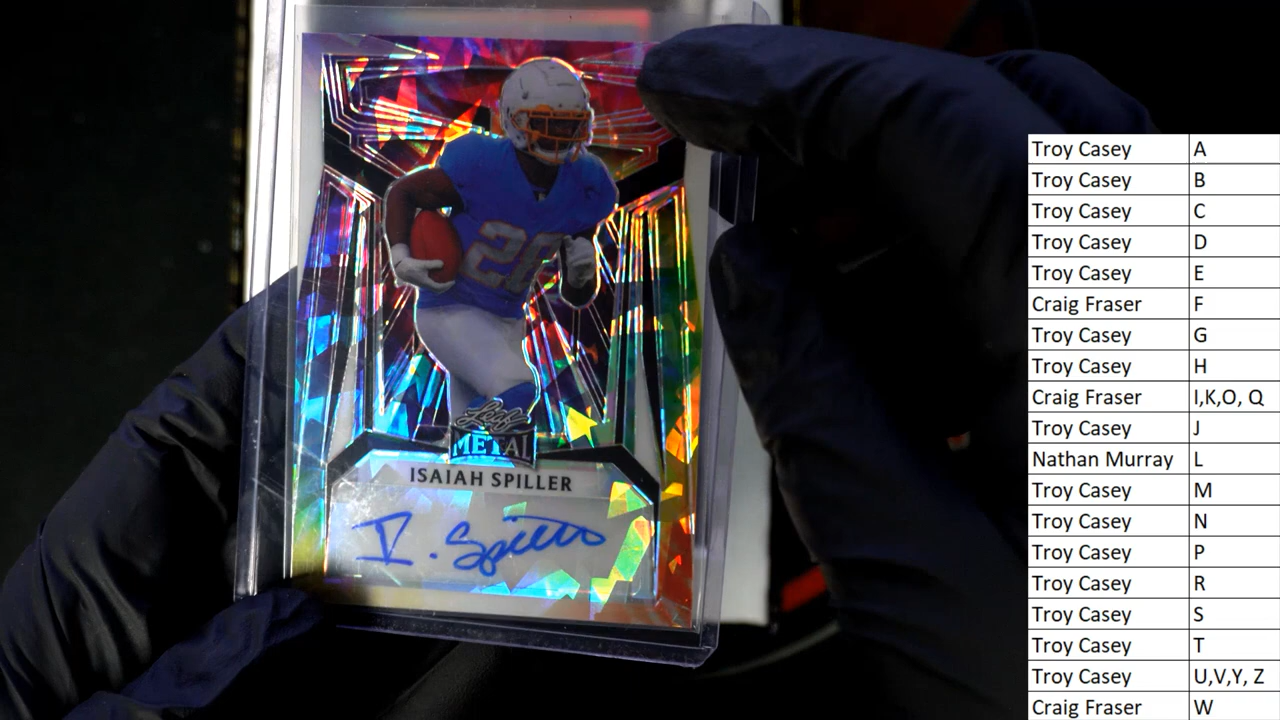 28
Leaf
METAL
ISAIAH SPILLER
I. Spiller
Troy Casey A
Troy Casey B
Troy Casey C
Troy Casey D
Troy Casey E
Craig Fraser F
Troy Casey G
Troy Casey H
Craig Fraser I,K,O, Q
Troy Casey J
Nathan Murray L
Troy Casey M
Troy Casey N
Troy Casey P
Troy Casey R
Troy Casey S
Troy Casey T
Troy Casey U,V,Y, Z
Craig Fraser W